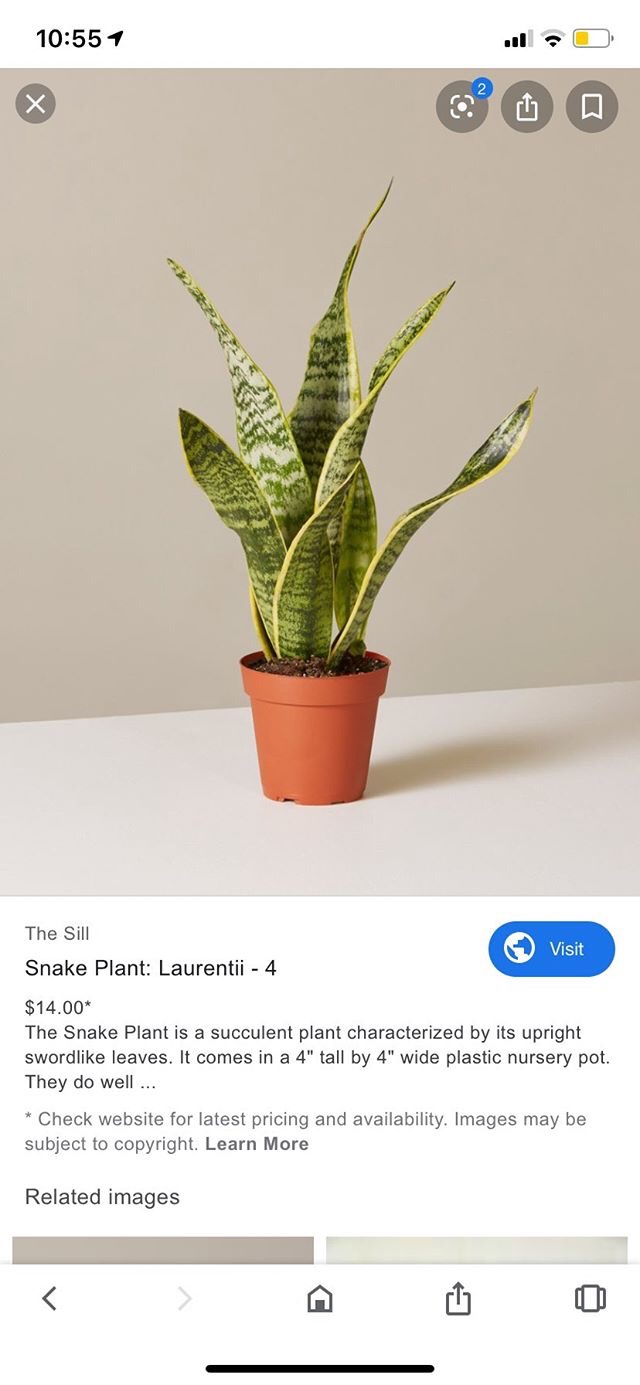 10:55
2
The Sill
Snake Plant: Laurentii - 4
Visit
$14.00*
The Snake Plant is a succulent plant characterized by its upright
swordlike leaves. It comes in a 4" tall by 4" wide plastic nursery pot.
They do well ...
* Check website for latest pricing and availability. Images may be
subject to copyright. Learn More
Related images